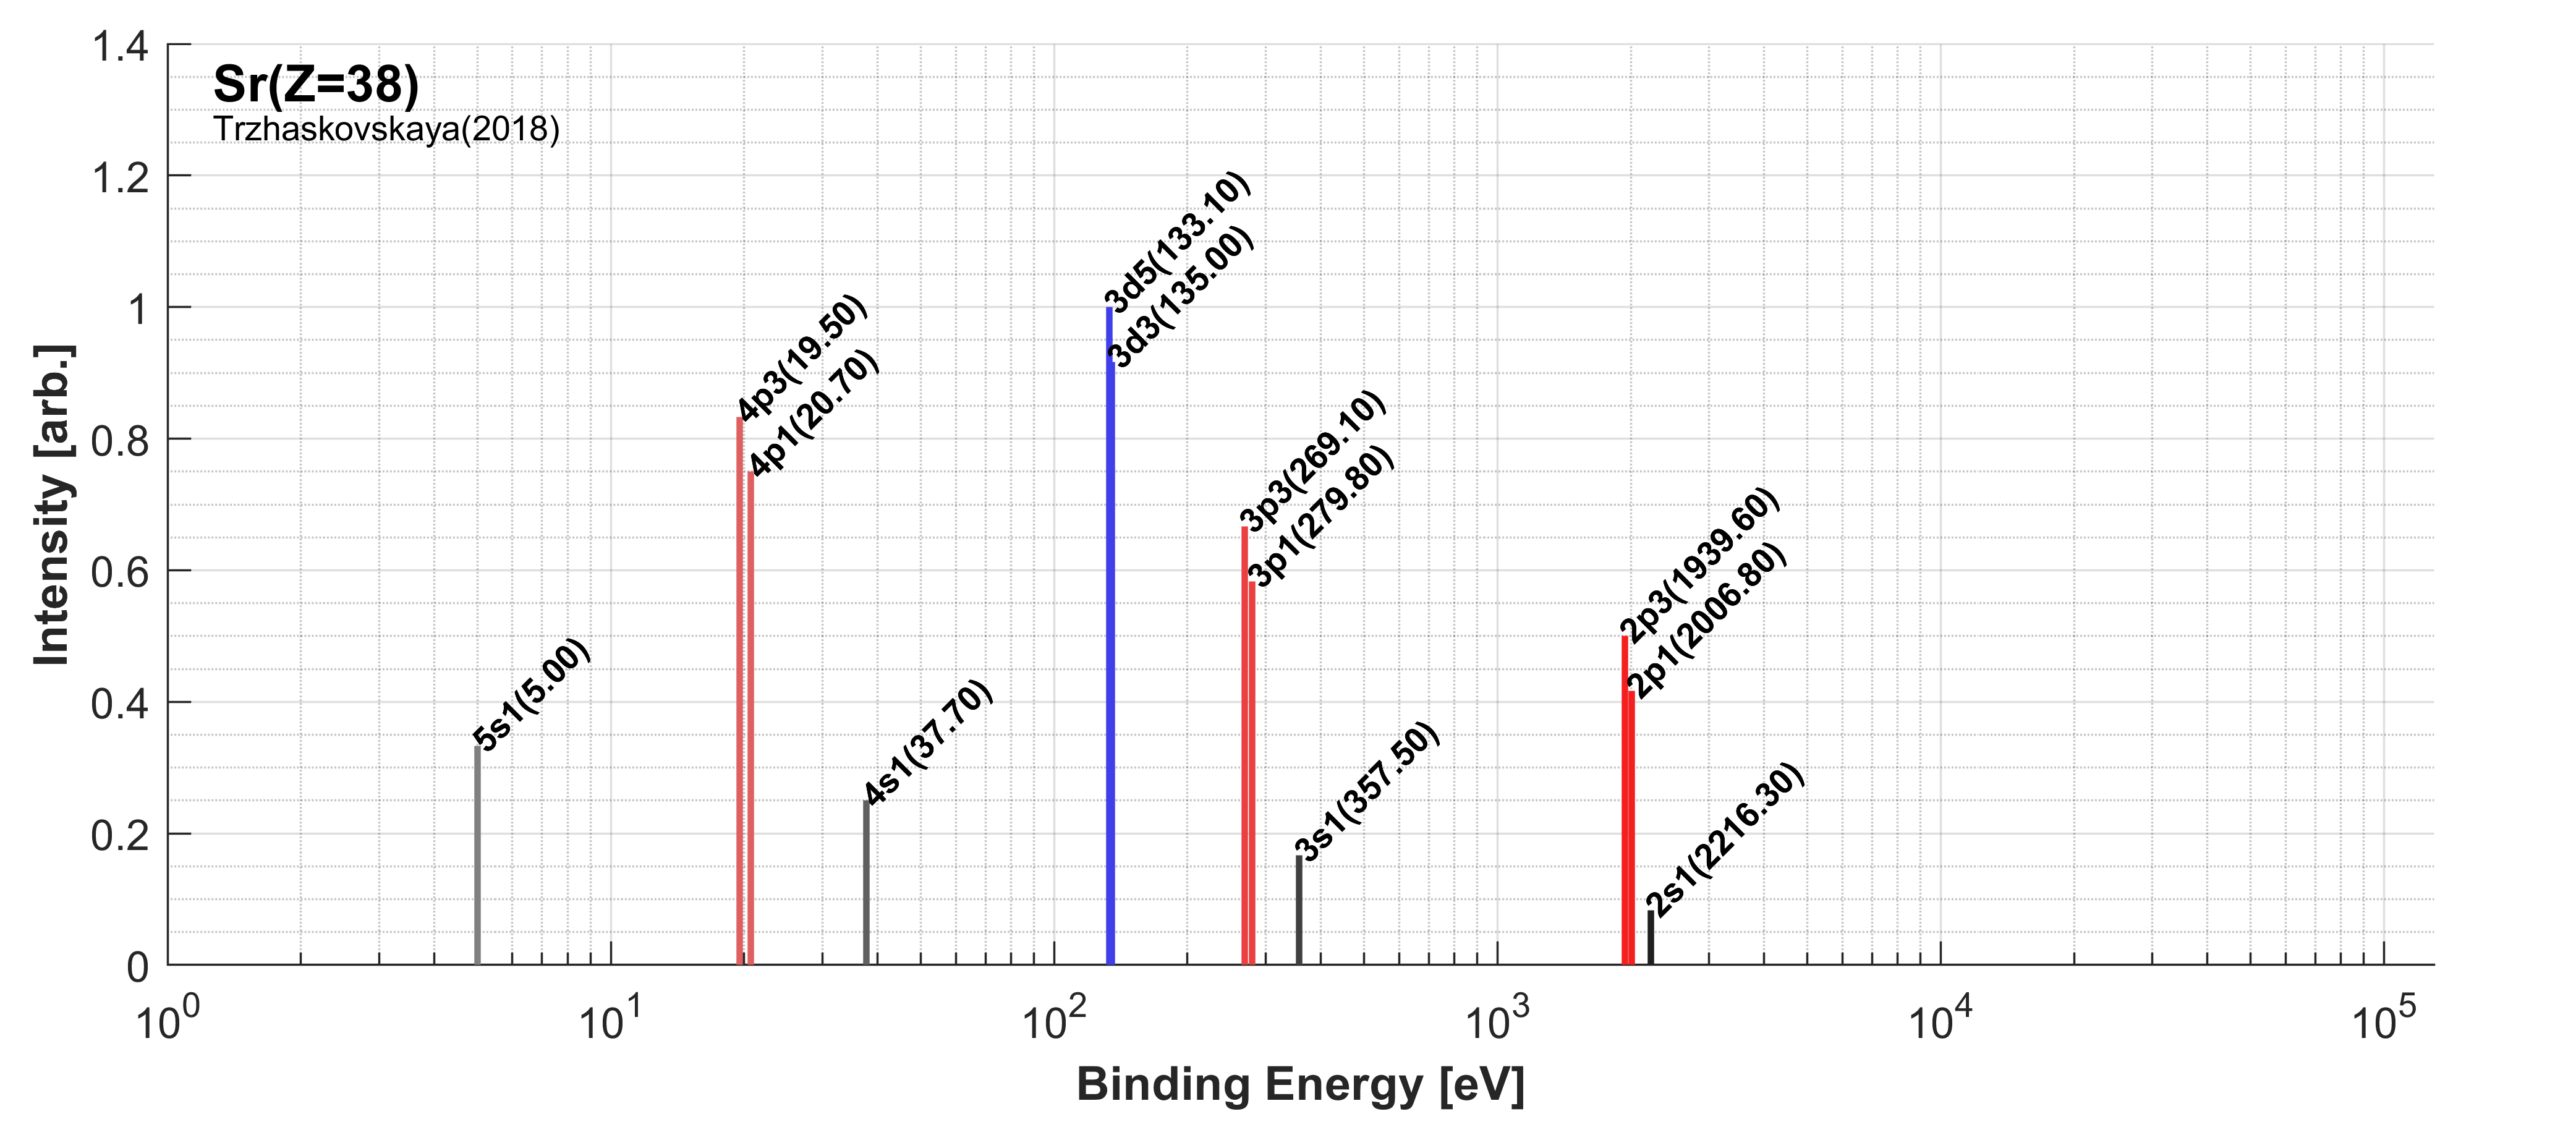 Sr(Z=38)
Trzhaskovskaya(2018)
Intensity [arb.]
1.4
1.2
1
0.8
0.6
0.4
0.2
0
5s1(5.00)
4p3(19.50)
4p1(20.70)
4s1(37.70)
3d5(133.10)
3d3(135.00)
3p3(269.10)
3p1(279.80)
3s1(357.50)
2p3(1939.60)
2p1(2006.80)
2s1(2216.30)
10^0 10^1 10^2 10^3 10^4 10^5
Binding Energy [eV]